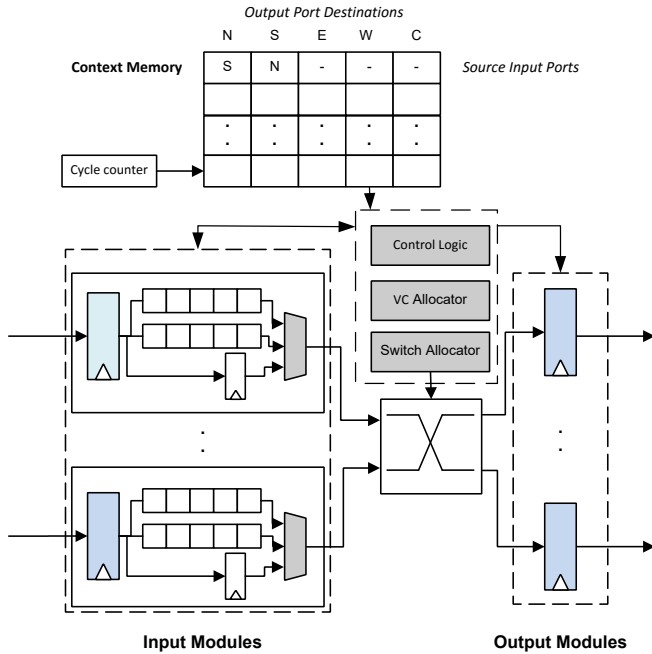 Output Port Destinations
N S E W C
Context Memory S N - - - Source Input Ports
: : : : :
Cycle counter
Control Logic
VC Allocator
Switch Allocator
:
:
Input Modules Output Modules